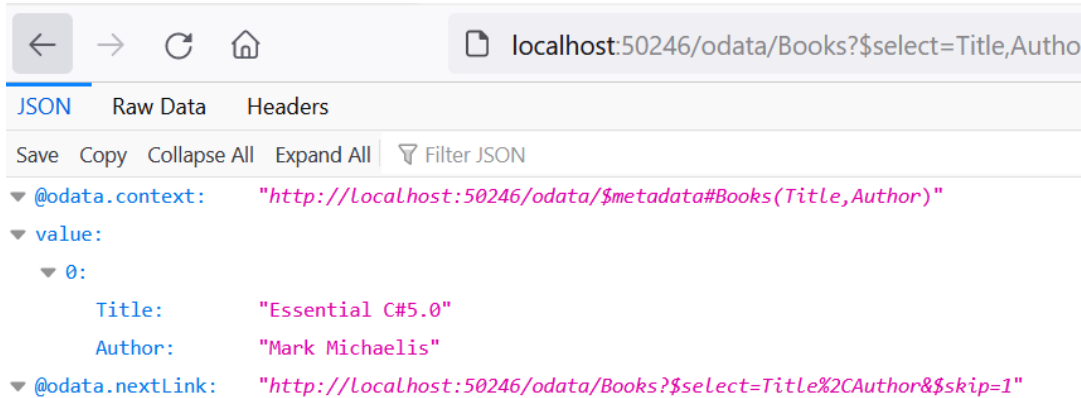 localhost:50246/odata/Books?$select=Title,Autho
JSON Raw Data Headers
Save Copy Collapse All Expand All Filter JSON
@odata.context: "http://localhost:50246/odata/$metadata#Books(Title,Author)"
value:
0:
Title: "Essential C#5.0"
Author: "Mark Michaelis"
@odata.nextLink: "http://localhost:50246/odata/Books?$select=Title%2CAuthor&$skip=1"